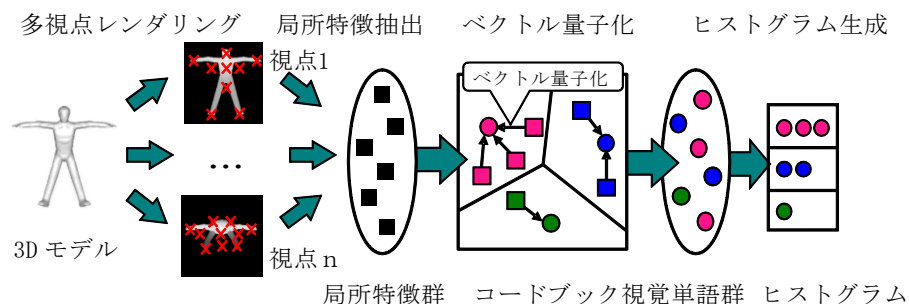 多視点レンダリング 局所特徴抽出 ベクトル量子化 ヒストグラム生成
視点1
ベクトル量子化
...
3D モデル
視点 n
局所特徴群 コードブック 視覚単語群 ヒストグラム